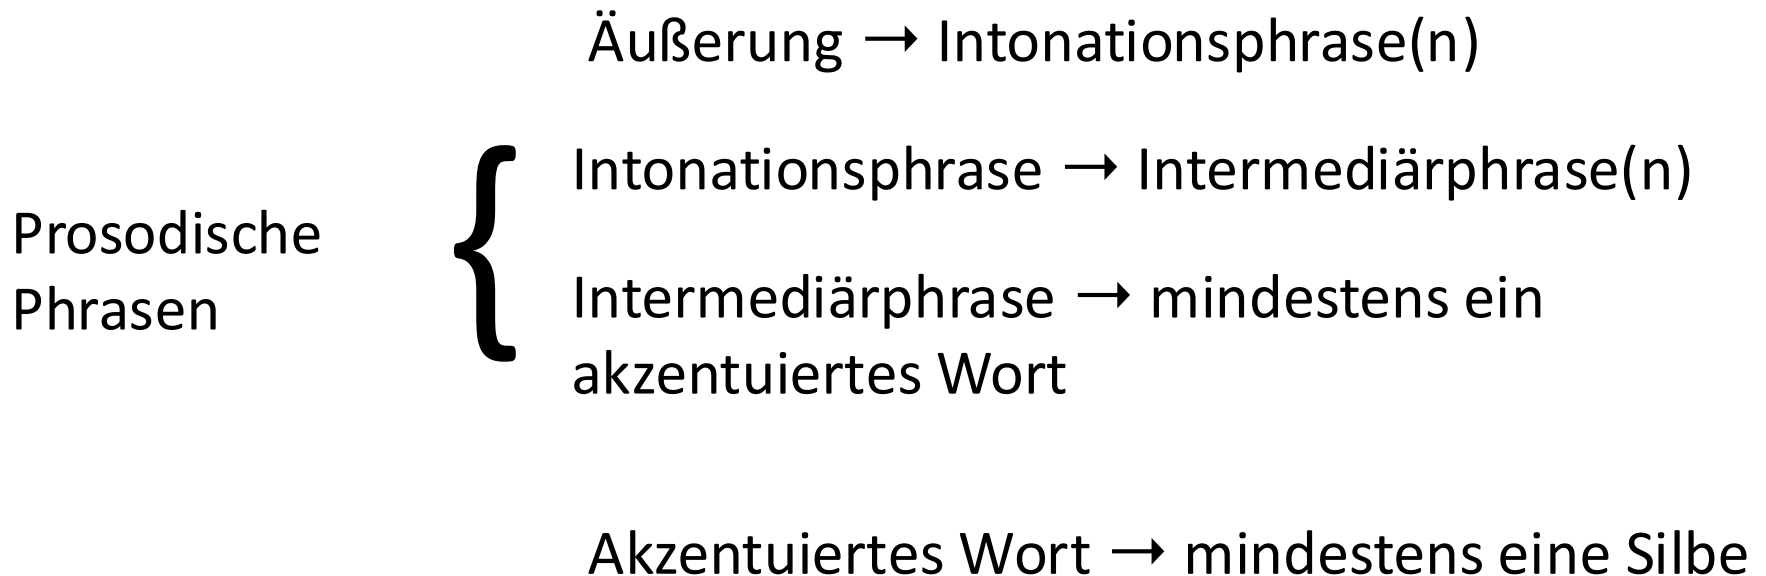 Äußerung → Intonationsphrase(n)
Intonationsphrase → Intermediärphrase(n)
Prosodische
Phrasen
{
Intermediärphrase → mindestens ein
akzentuiertes Wort
Akzentuiertes Wort → mindestens eine Silbe